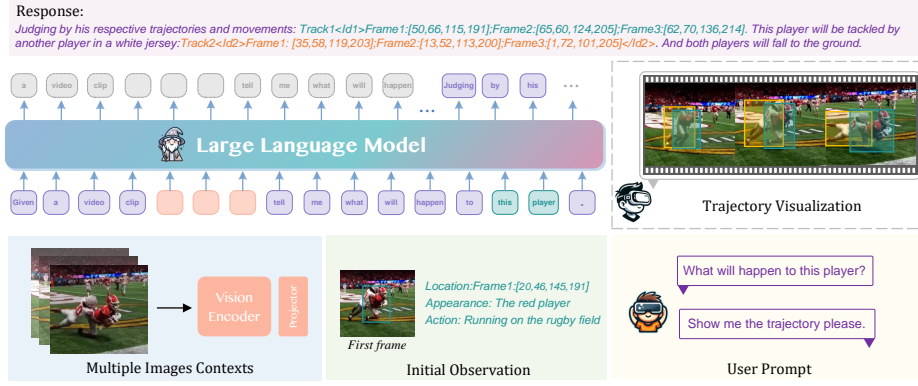 Response:
Judging by his respective trajectories and movements: Track1<Id1>Frame1:[50,66,115,191];Frame2:[65,60,124,205];Frame3:[62,70,136,214]. This player will be tackled by
another player in a white jersey:Track2<Id2>Frame1: [35,58,119,203];Frame2:[13,52,113,200];Frame3:[1,72,101,205]</Id2>. And both players will fall to the ground.
a video clip tell me what will happen Judging by his ...
...
Large Language Model
Given a video clip tell me what will happen to this player .
Trajectory Visualization
Vision
Encoder
Projector
Multiple Images Contexts
Location:Frame1:[20,46,145,191]
Appearance: The red player
Action: Running on the rugby field
First frame
Initial Observation
What will happen to this player?
Show me the trajectory please.
User Prompt